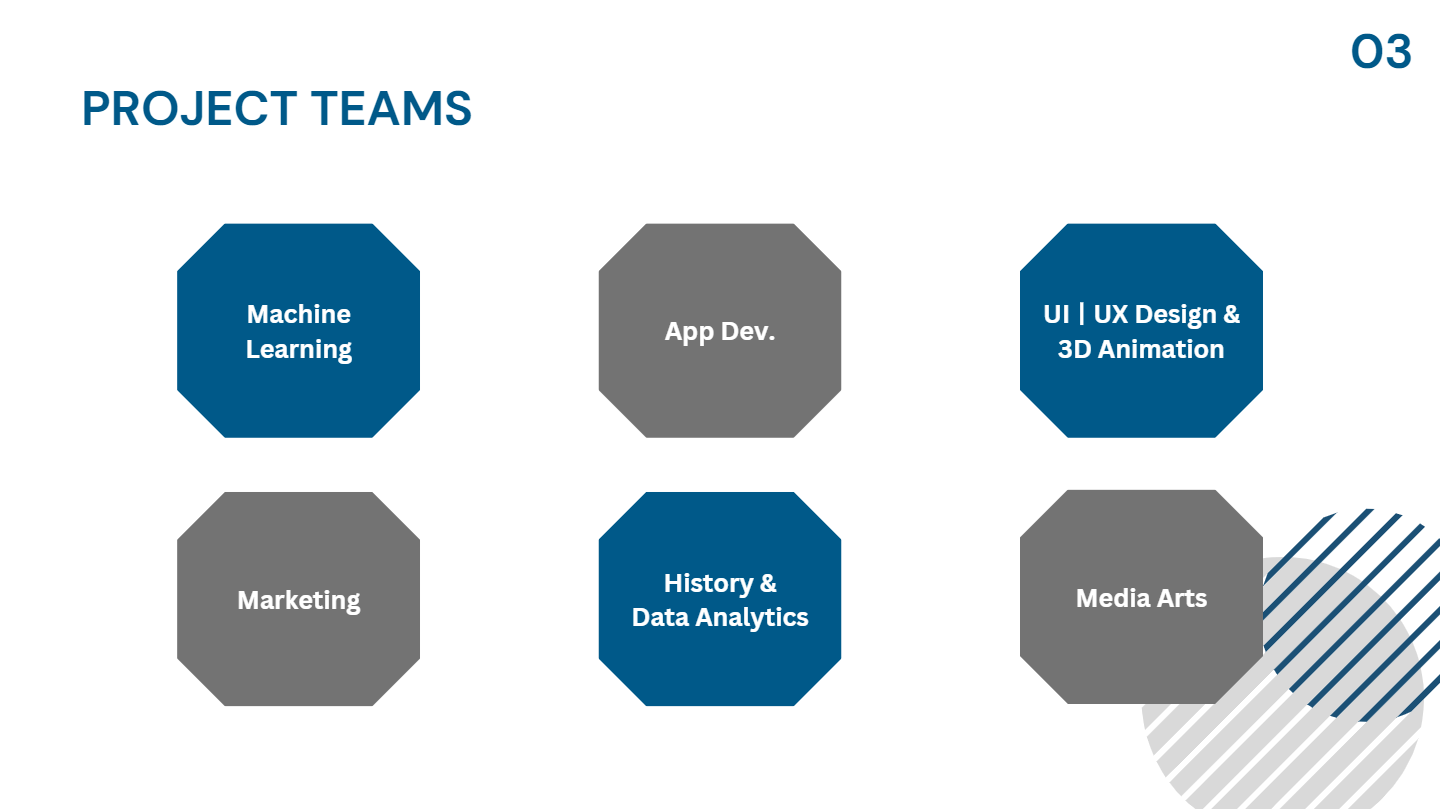 03
PROJECT TEAMS
Machine
Learning
App Dev.
UI | UX Design &
3D Animation
Marketing
History &
Data Analytics
Media Arts